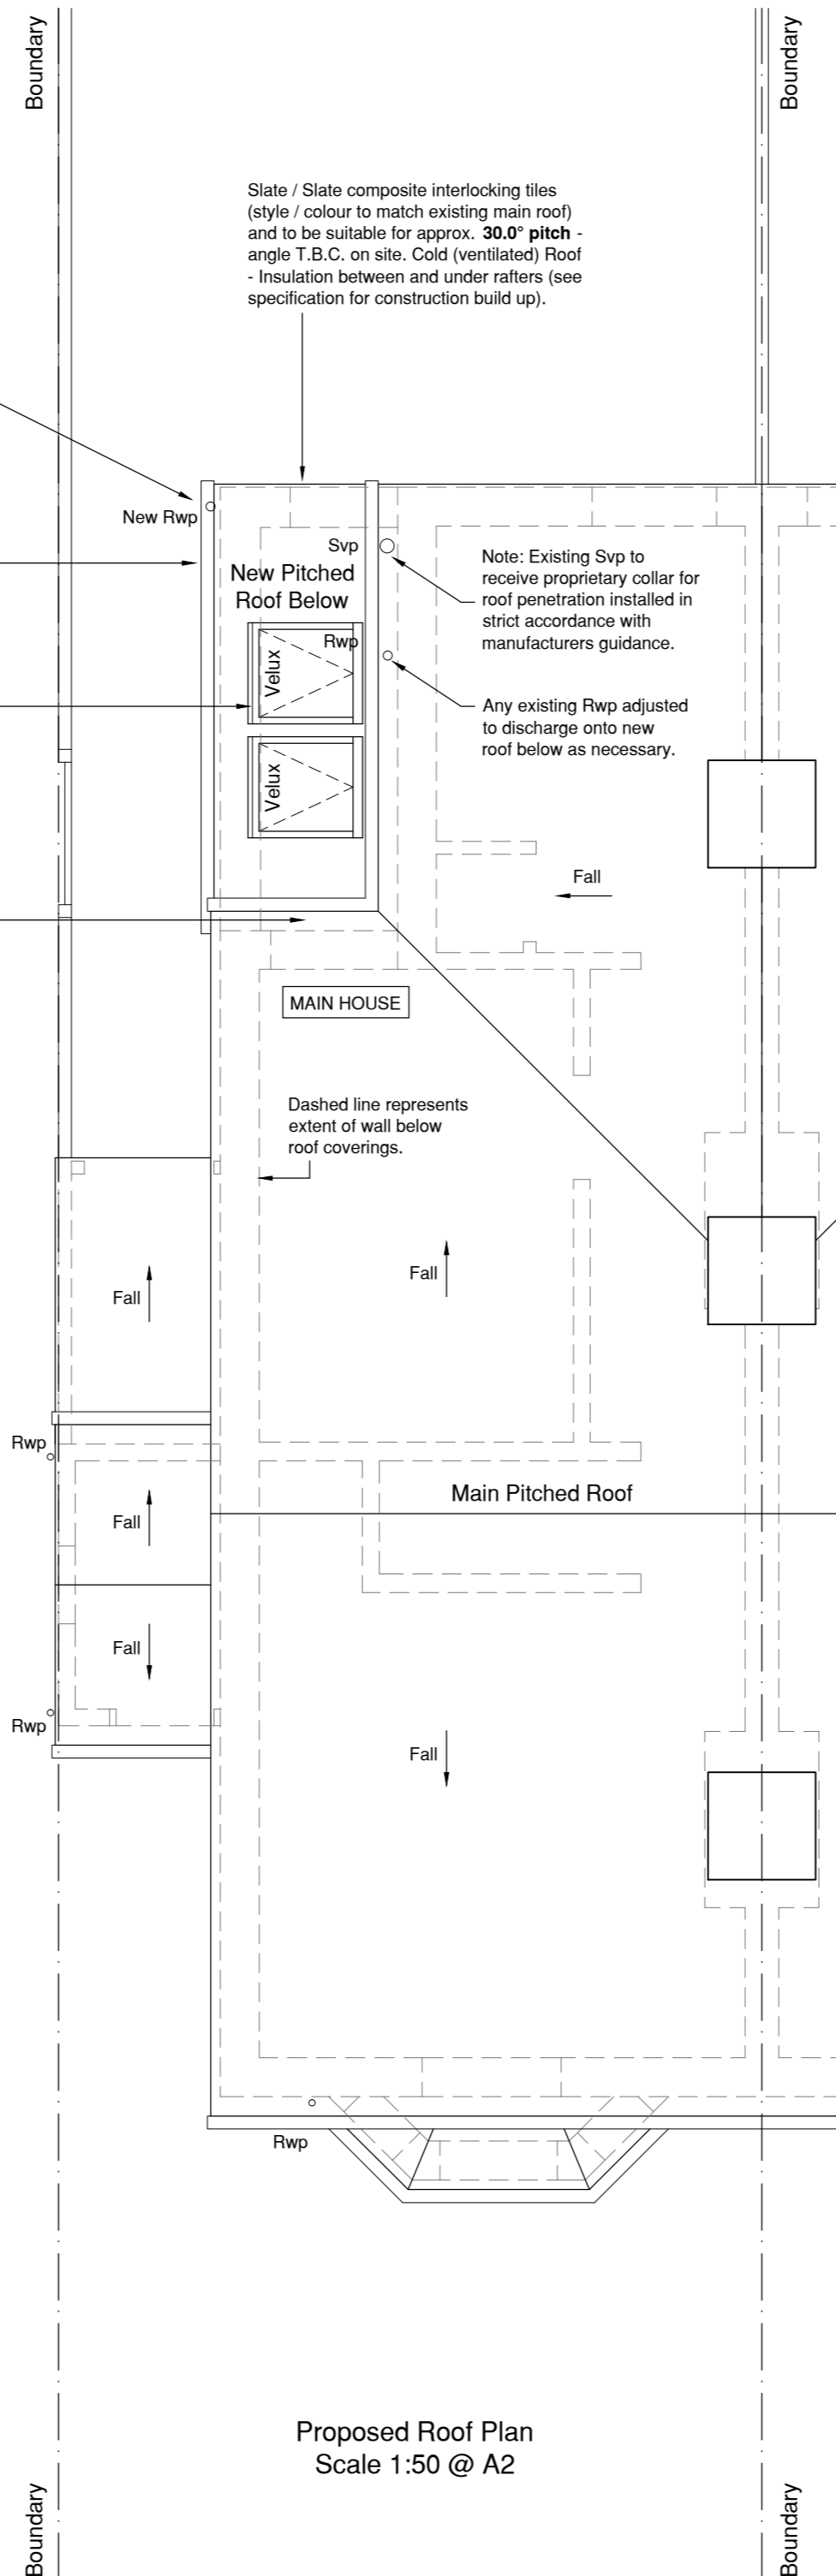 Boundary
Boundary
Slate / Slate composite interlocking tiles
(style / colour to match existing main roof)
and to be suitable for approx. 30.0° pitch -
angle T.B.C. on site. Cold (ventilated) Roof
- Insulation between and under rafters (see
specification for construction build up).
New Rwp
Svp
New Pitched
Roof Below
Note: Existing Svp to
receive proprietary collar for
roof penetration installed in
strict accordance with
manufacturers guidance.
Rwp
Velux
Any existing Rwp adjusted
to discharge onto new
roof below as necessary.
Velux
Fall
MAIN HOUSE
Dashed line represents
extent of wall below
roof coverings.
Fall
Fall
Rwp
Main Pitched Roof
Fall
Fall
Rwp
Fall
Rwp
Proposed Roof Plan
Scale 1:50 @ A2
Boundary
Boundary